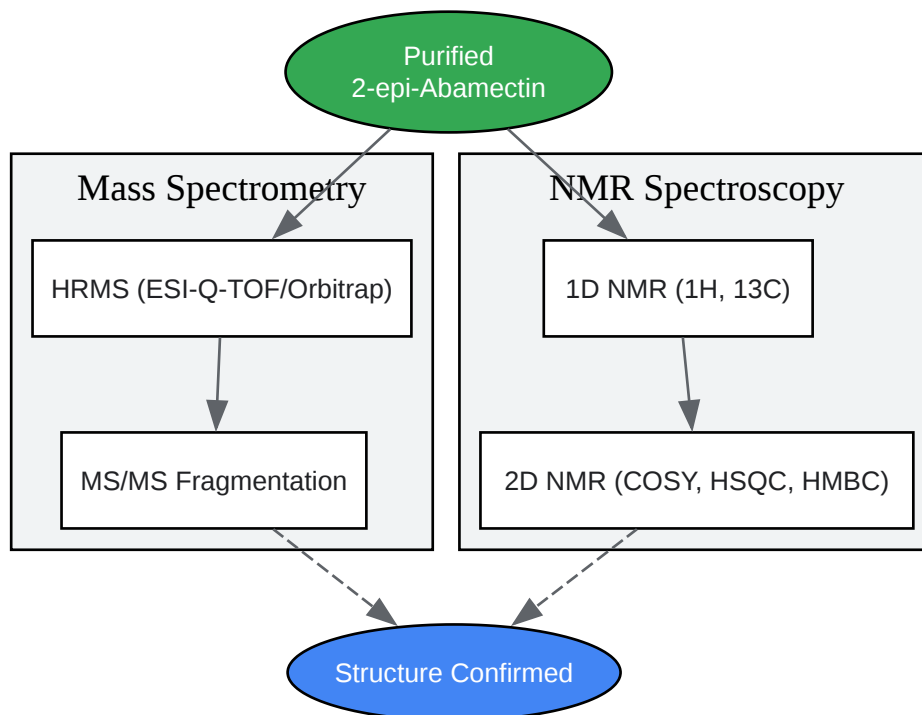 Purified
2-epi-Abamectin
Mass Spectrometry
NMR Spectroscopy
HRMS (ESI-Q-TOF/Orbitrap)
1D NMR (1H, 13C)
MS/MS Fragmentation
2D NMR (COSY, HSQC, HMBC)
Structure Confirmed